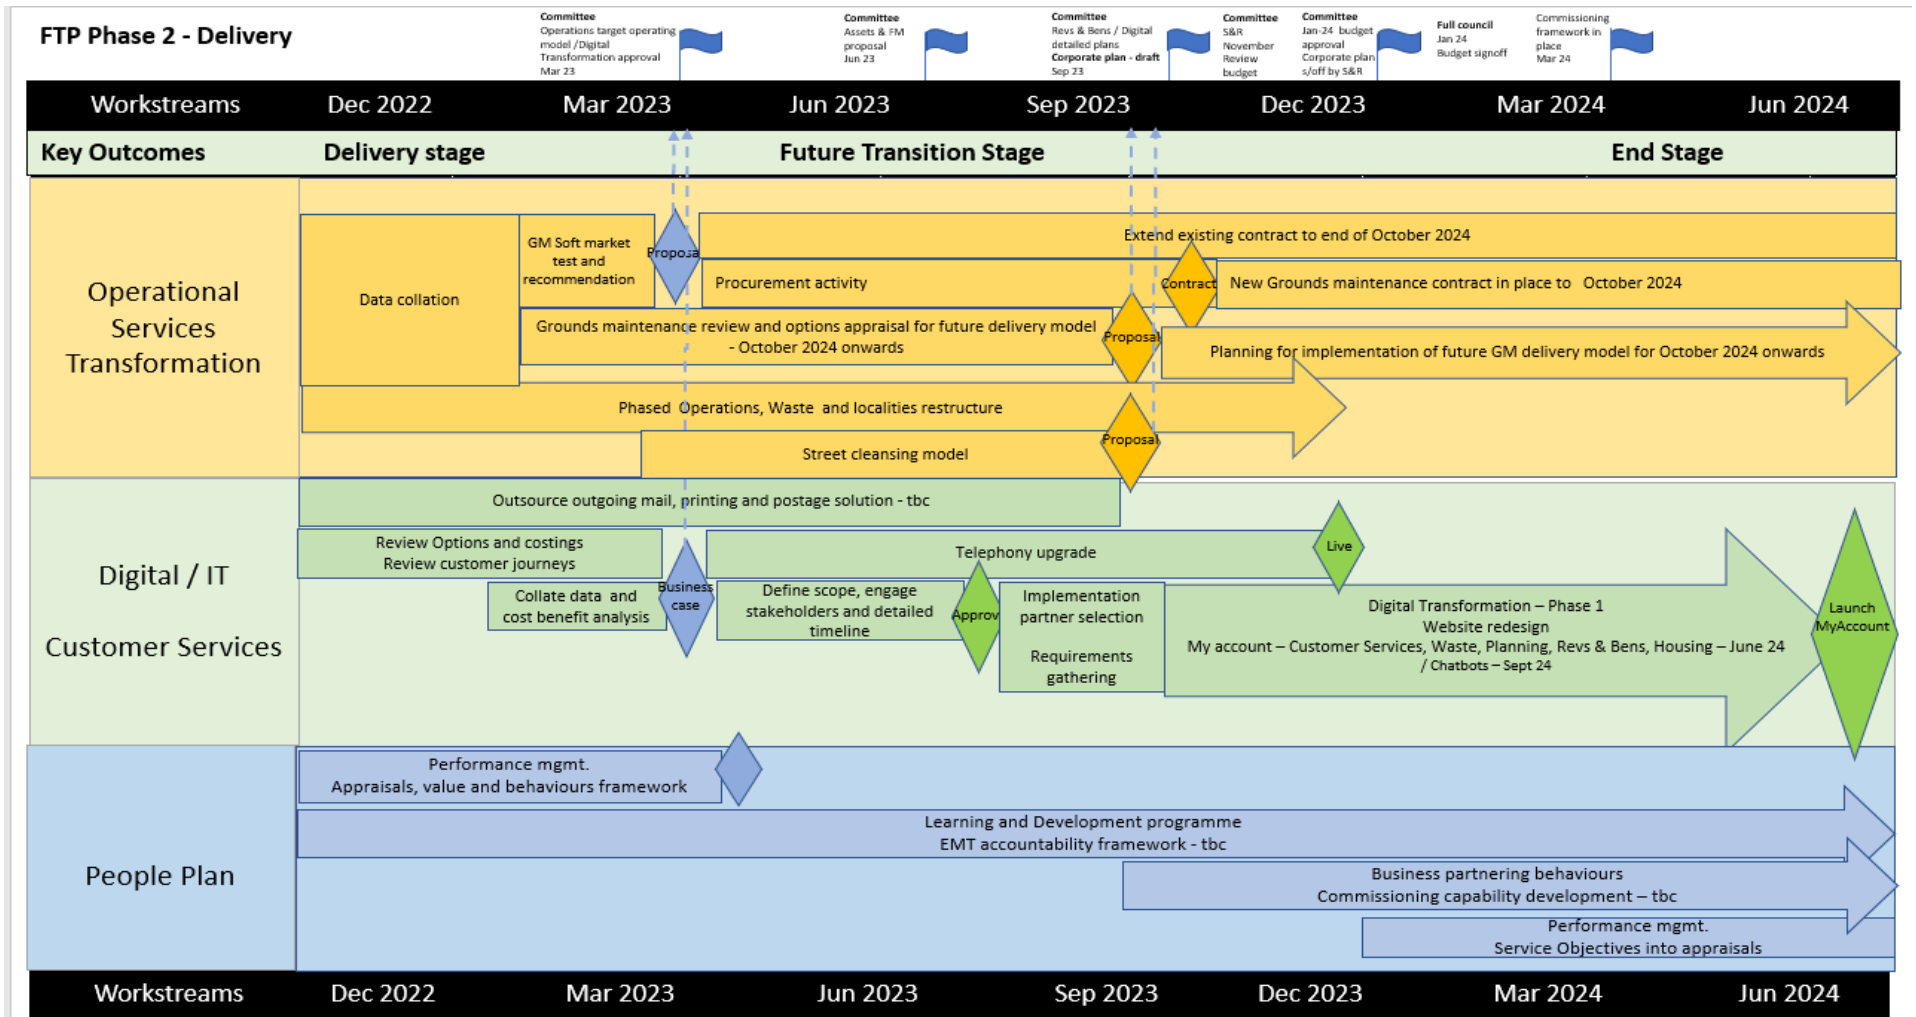 FTP Phase 2 - Delivery
Committee
Operations target operating
model /Digital
Transformation approval
Mar 23
Committee
Assets & FM
proposal
Jun 23
Committee
Revs & Bens / Digital
detailed plans
Corporate plan - draft
Sep 23
Committee
S&R
November
Review
budget
Committee
Jan-24 budget
approval
Corporate plan
s/off by S&R
Full council
Jan 24
Budget signoff
Commissioning
framework in
place
Mar 24
Workstreams Dec 2022 Mar 2023 Jun 2023 Sep 2023 Dec 2023 Mar 2024 Jun 2024
Key Outcomes Delivery stage Future Transition Stage End Stage
Operational
Services
Transformation
Data collation
GM Soft market
test and
recommendation
Proposa
Extend existing contract to end of October 2024
Procurement activity
Contract
New Grounds maintenance contract in place to October 2024
Grounds maintenance review and options appraisal for future delivery model
- October 2024 onwards
Proposal
Planning for implementation of future GM delivery model for October 2024 onwards
Phased Operations, Waste and localities restructure
Street cleansing model
Proposal
Digital / IT
Customer Services
Outsource outgoing mail, printing and postage solution - tbc
Review Options and costings
Review customer journeys
Collate data and
cost benefit analysis
Business
case
Telephony upgrade
Live
Define scope, engage
stakeholders and detailed
timeline
Approv
Implementation
partner selection
Requirements
gathering
Digital Transformation – Phase 1
Website redesign
My account – Customer Services, Waste, Planning, Revs & Bens, Housing – June 24
/ Chatbots – Sept 24
Launch
MyAccount
People Plan
Performance mgmt.
Appraisals, value and behaviours framework
Learning and Development programme
EMT accountability framework - tbc
Business partnering behaviours
Commissioning capability development – tbc
Performance mgmt.
Service Objectives into appraisals
Workstreams Dec 2022 Mar 2023 Jun 2023 Sep 2023 Dec 2023 Mar 2024 Jun 2024